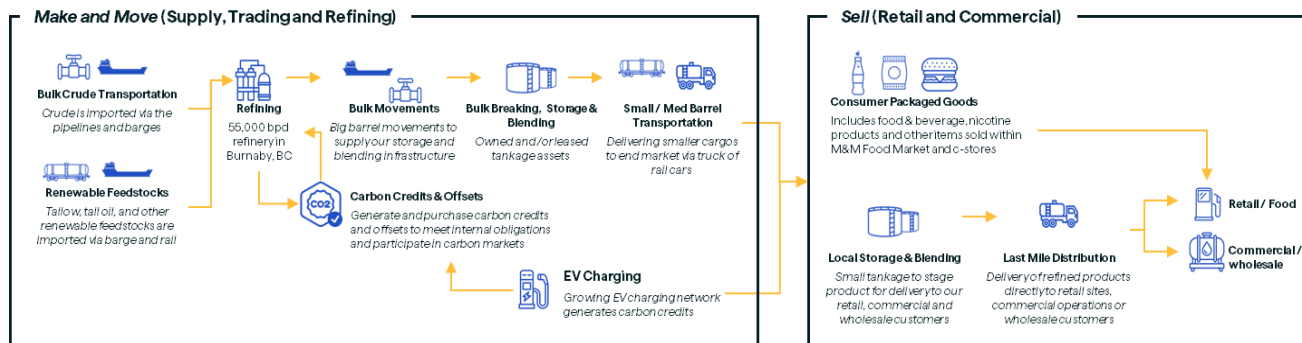 Make and Move (Supply, Trading and Refining)
Bulk Crude Transportation
Crude is imported via the
pipelines and barges
Renewable Feedstocks
Tallow, tall oil, and other
renewable feedstocks are
imported via barge and rail
Refining
55,000 bpd
refinery in
Burnaby, BC
Bulk Movements
Big barrel movements to
supply our storage and
blending infrastructure
Bulk Breaking, Storage &
Blending
Owned and/or leased
tankage assets
Small / Med Barrel
Transportation
Delivering smaller cargos
to end market via truck of
rail cars
CO2
Carbon Credits & Offsets
Generate and purchase carbon credits
and offsets to meet internal obligations
and participate in carbon markets
EV Charging
Growing EV charging network
generates carbon credits
Sell (Retail and Commercial)
Consumer Packaged Goods
Includes food & beverage, nicotine
products and other items sold within
M&M Food Market and c-stores
Local Storage & Blending
Small tankage to stage
product for delivery to our
retail, commercial and
wholesale customers
Last Mile Distribution
Delivery of refined products
directly to retail sites,
commercial operations or
wholesale customers
Retail / Food
Commercial /
wholesale